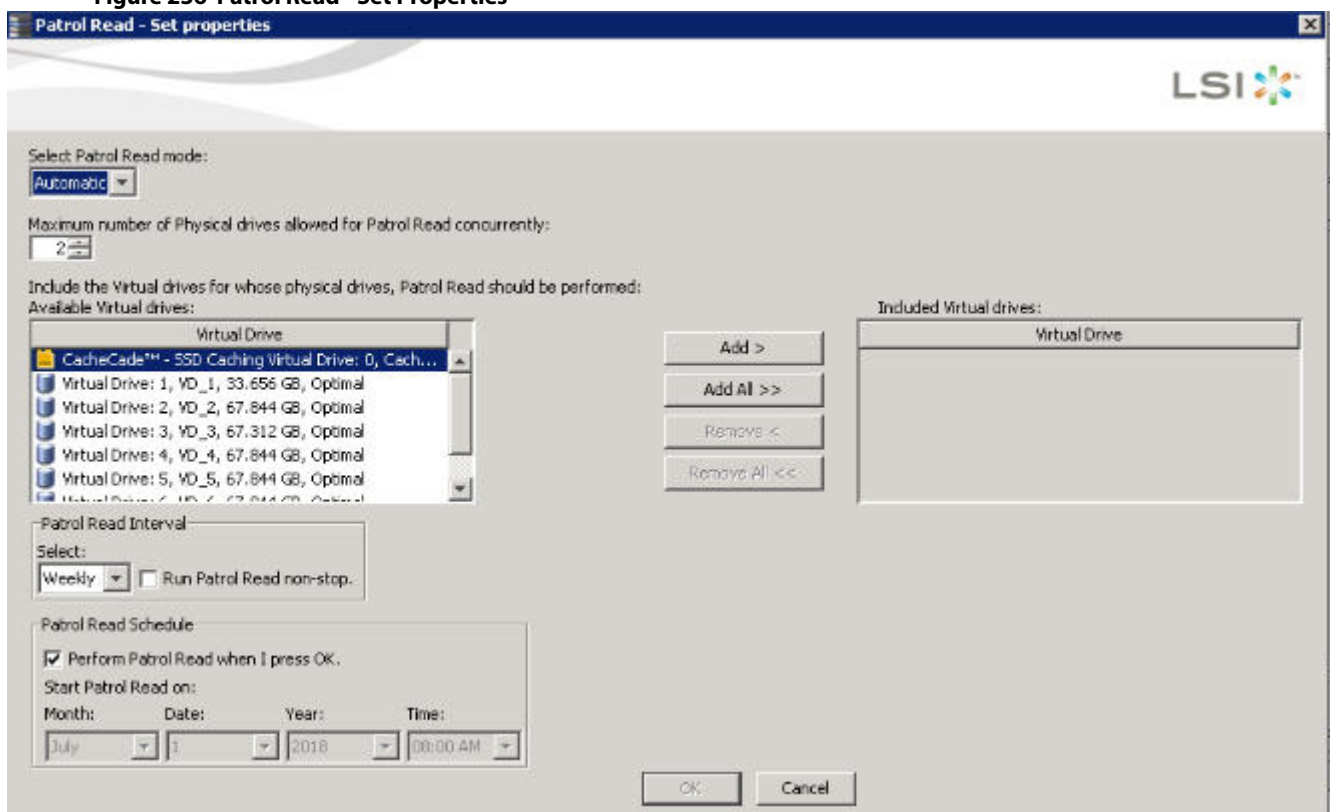 Figure 256 Patrol Read - Set Properties
Patrol Read - Set properties
LSI
Select Patrol Read mode:
Automatic
Maximum number of Physical drives allowed for Patrol Read concurrently:
2
Include the Virtual drives for whose physical drives, Patrol Read should be performed:
Available Virtual drives:
Included Virtual drives:
Virtual Drive
Virtual Drive
CacheCade™ - SSD Caching Virtual Drive: 0, Cach...
Virtual Drive: 1, VD_1, 33.656 GB, Optimal
Virtual Drive: 2, VD_2, 67.844 GB, Optimal
Virtual Drive: 3, VD_3, 67.312 GB, Optimal
Virtual Drive: 4, VD_4, 67.844 GB, Optimal
Virtual Drive: 5, VD_5, 67.844 GB, Optimal
Add >
Add All >>
Remove <
Remove All <<
Patrol Read Interval
Select:
Weekly
Run Patrol Read non-stop.
Patrol Read Schedule
Perform Patrol Read when I press OK.
Start Patrol Read on:
Month: Date: Year: Time:
July 1 2018 08:00 AM
OK Cancel